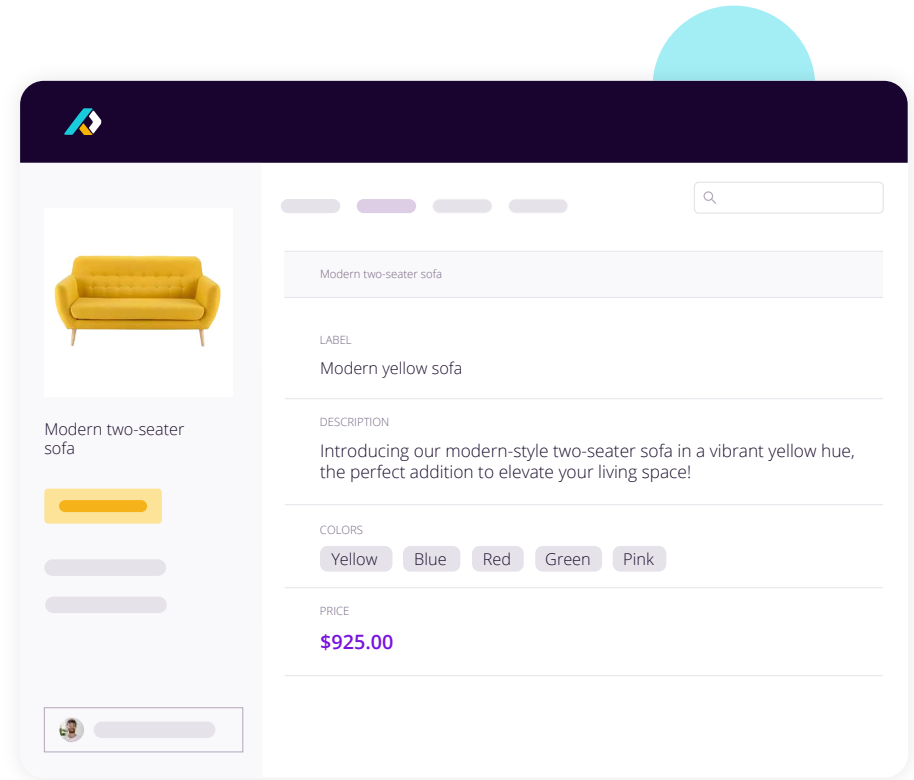 Modern two-seater
sofa
Modern two-seater sofa
LABEL
Modern yellow sofa
DESCRIPTION
Introducing our modern-style two-seater sofa in a vibrant yellow hue,
the perfect addition to elevate your living space!
COLORS
Yellow Blue Red Green Pink
PRICE
$925.00